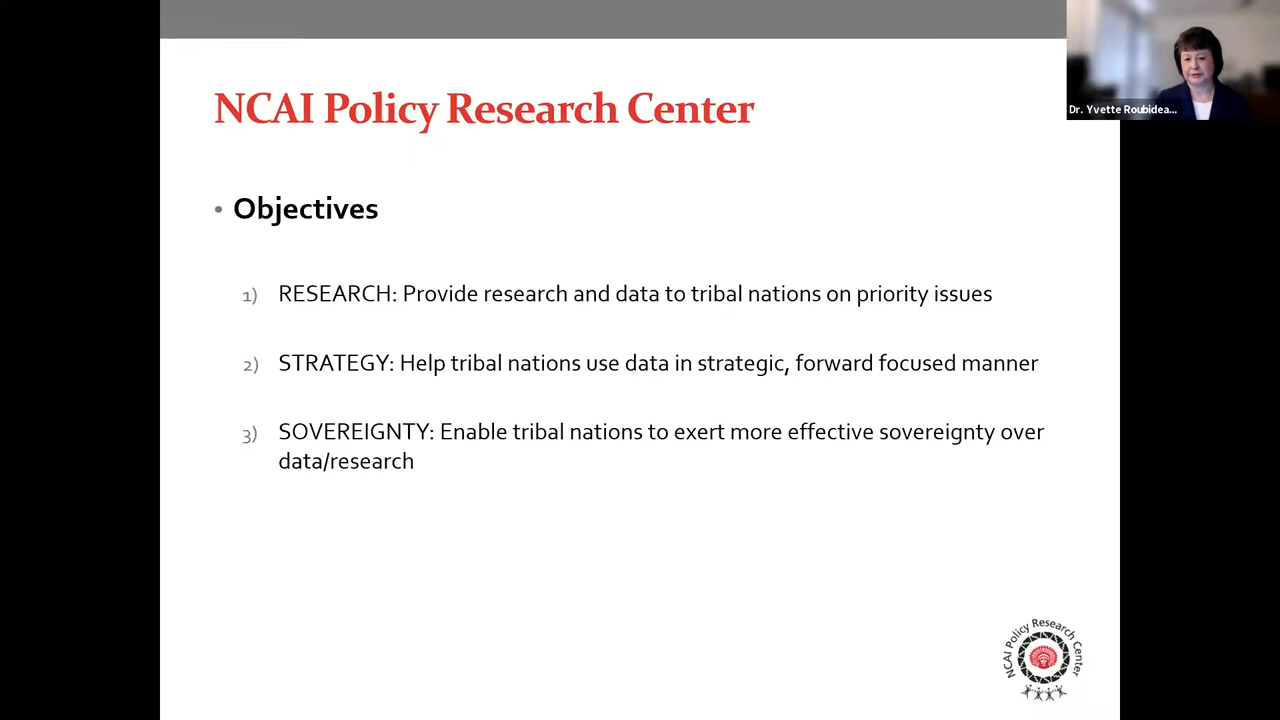 NCAI Policy Research Center
Dr. Yvette Roubidea...
• Objectives
1) RESEARCH: Provide research and data to tribal nations on priority issues
2) STRATEGY: Help tribal nations use data in strategic, forward focused manner
3) SOVEREIGNTY: Enable tribal nations to exert more effective sovereignty over
data/research
NCAI Policy Research Center